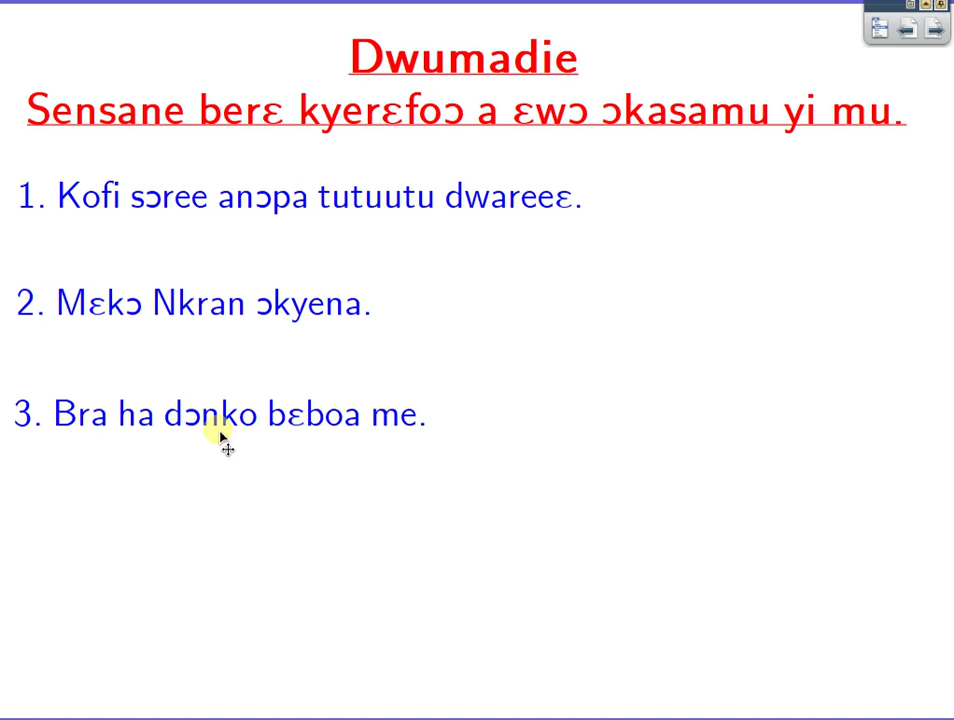 Dwumadie
Sensane berɛ kyerɛfoɔ a ɛwɔ ɔkasamu yi mu.
1. Kofi sɔree anɔpa tutuutu dwareeɛ.
2. Mɛkɔ Nkran ɔkyena.
3. Bra ha dɔnko bɛboa me.